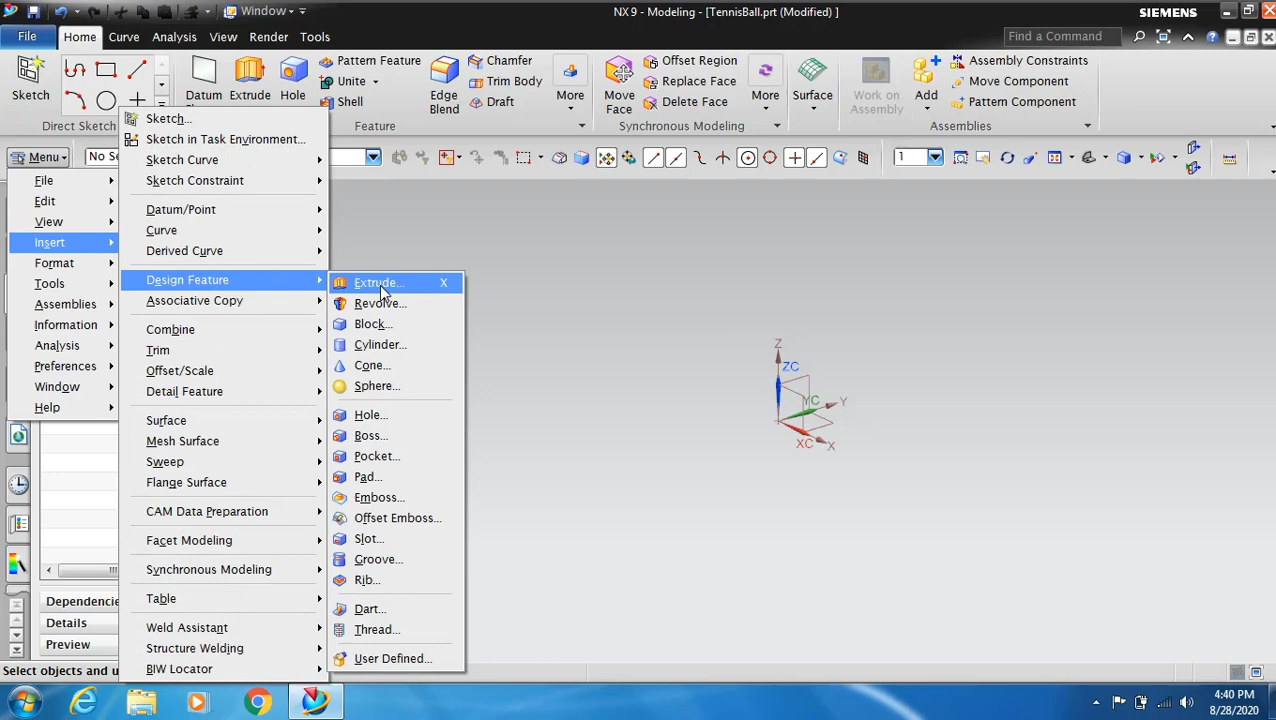 Window
NX 9 - Modeling - [TennisBall.prt (Modified) ]
SIEMENS
File Home Curve Analysis View Render Tools
Find a Command
Sketch
Datum
Extrude
Hole
Pattern Feature
Unite
Shell
Edge
Blend
Chamfer
Trim Body
Draft
More
Move
Face
Offset Region
Replace Face
Delete Face
More
Surface
Work on
Assembly
Add
Assembly Constraints
Move Component
Pattern Component
Direct Sketch
Feature
Synchronous Modeling
Assemblies
Menu
No Se
1
File
Edit
View
Insert
Format
Tools
Assemblies
Information
Analysis
Preferences
Window
Help
Sketch...
Sketch in Task Environment...
Sketch Curve
Sketch Constraint
Datum/Point
Curve
Derived Curve
Design Feature
Associative Copy
Combine
Trim
Offset/Scale
Detail Feature
Surface
Mesh Surface
Sweep
Flange Surface
CAM Data Preparation
Facet Modeling
Synchronous Modeling
Table
Weld Assistant
Structure Welding
BIW Locator
Extrude... X
Revolve...
Block...
Cylinder...
Cone...
Sphere...
Hole...
Boss...
Pocket...
Pad...
Emboss...
Offset Emboss...
Slot...
Groove...
Rib...
Dart...
Thread...
User Defined...
Z
ZC
YC
Y
XC
X
Dependencie
Details
Preview
Select objects and u
4:40 PM
8/28/2020